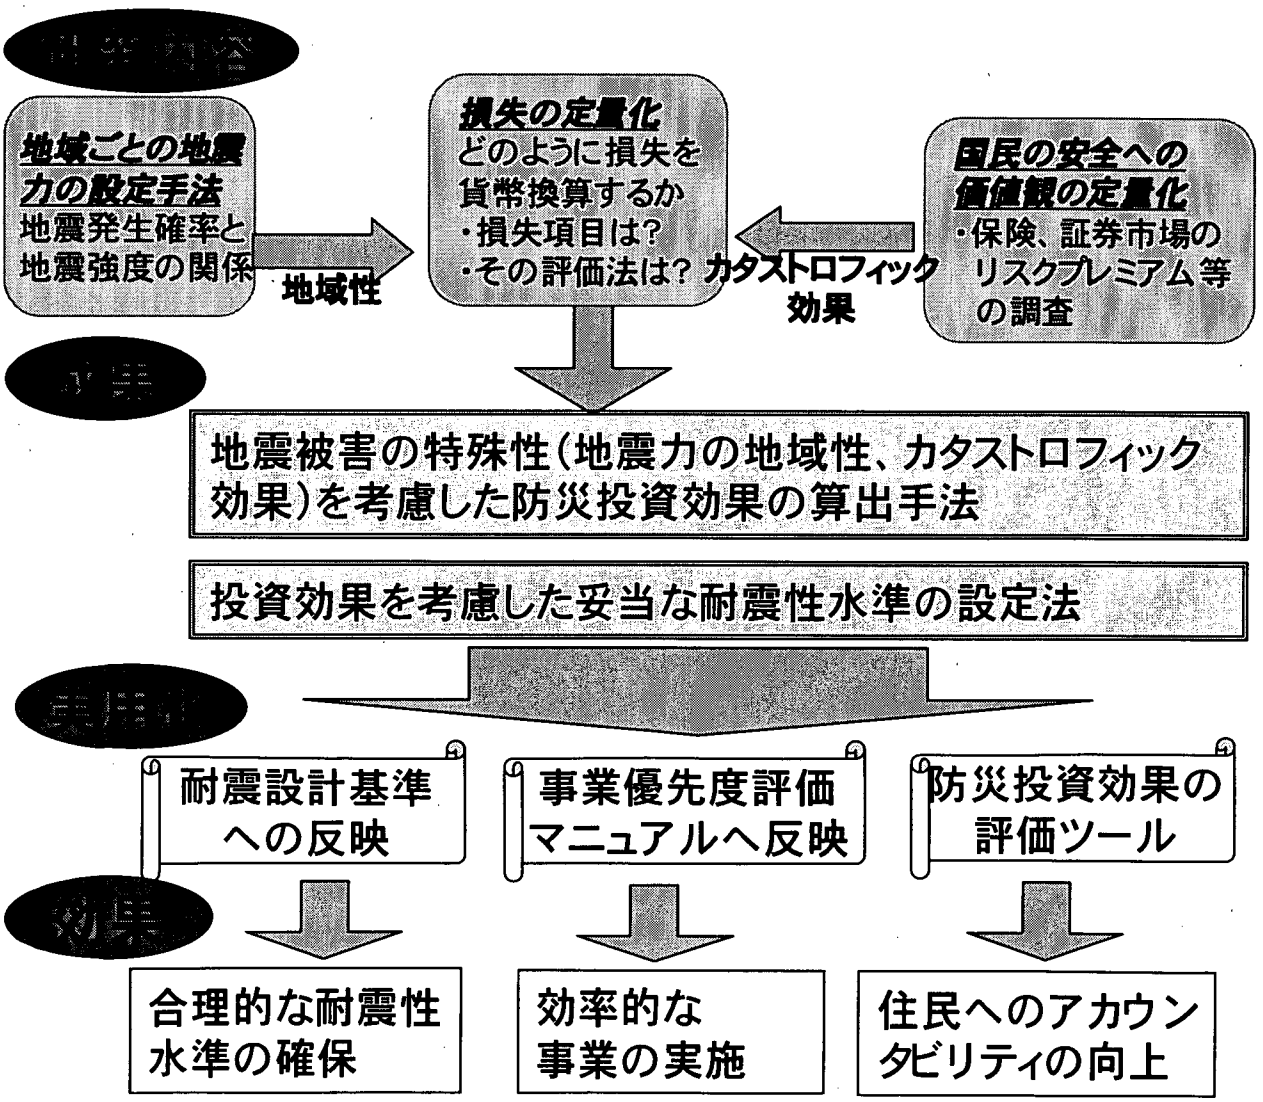 地域ごとの地震
力の設定手法
地震発生確率と
地震強度の関係
地域性
損失の定量化
どのように損失を
貨幣換算するか
・損失項目は？
・その評価法は？
国民の安全への
価値観の定量化
・保険、証券市場の
リスクプレミアム等
の調査
カタストロフィック
効果
成果
地震被害の特殊性（地震力の地域性、カタストロフィック
効果）を考慮した防災投資効果の算出手法
投資効果を考慮した妥当な耐震性水準の設定法
実用化
耐震設計基準
への反映
事業優先度評価
マニュアルへ反映
防災投資効果の
評価ツール
効果
合理的な耐震性
水準の確保
効率的な
事業の実施
住民へのアカウン
タビリティの向上